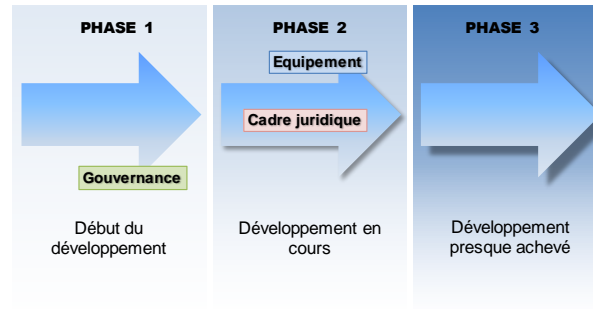 PHASE 1
Gouvernance
Début du
développement
PHASE 2
Equipement
Cadre juridique
Développement en
cours
PHASE 3
Développement
presque achevé